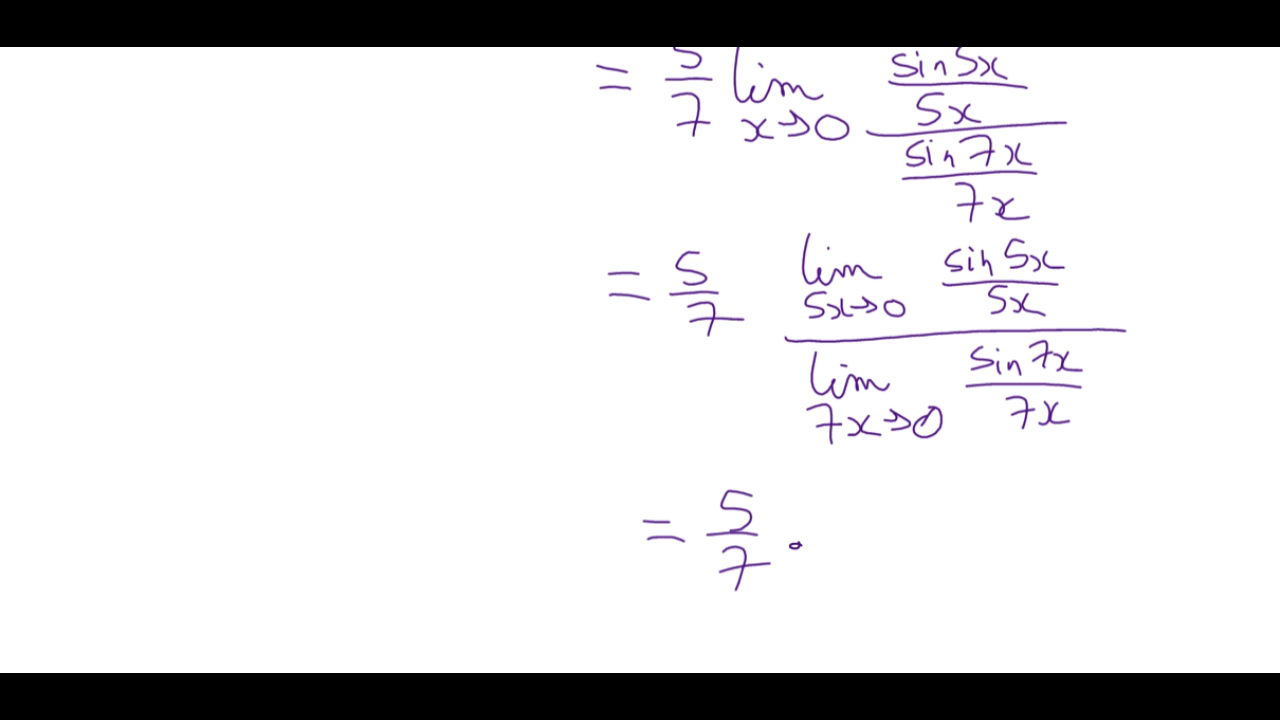 = 5/7 lim x→0 (sin 5x / 5x) / (sin 7x / 7x)
= 5/7 (lim 5x→0 sin 5x / 5x) / (lim 7x→0 sin 7x / 7x)
= 5/7 .